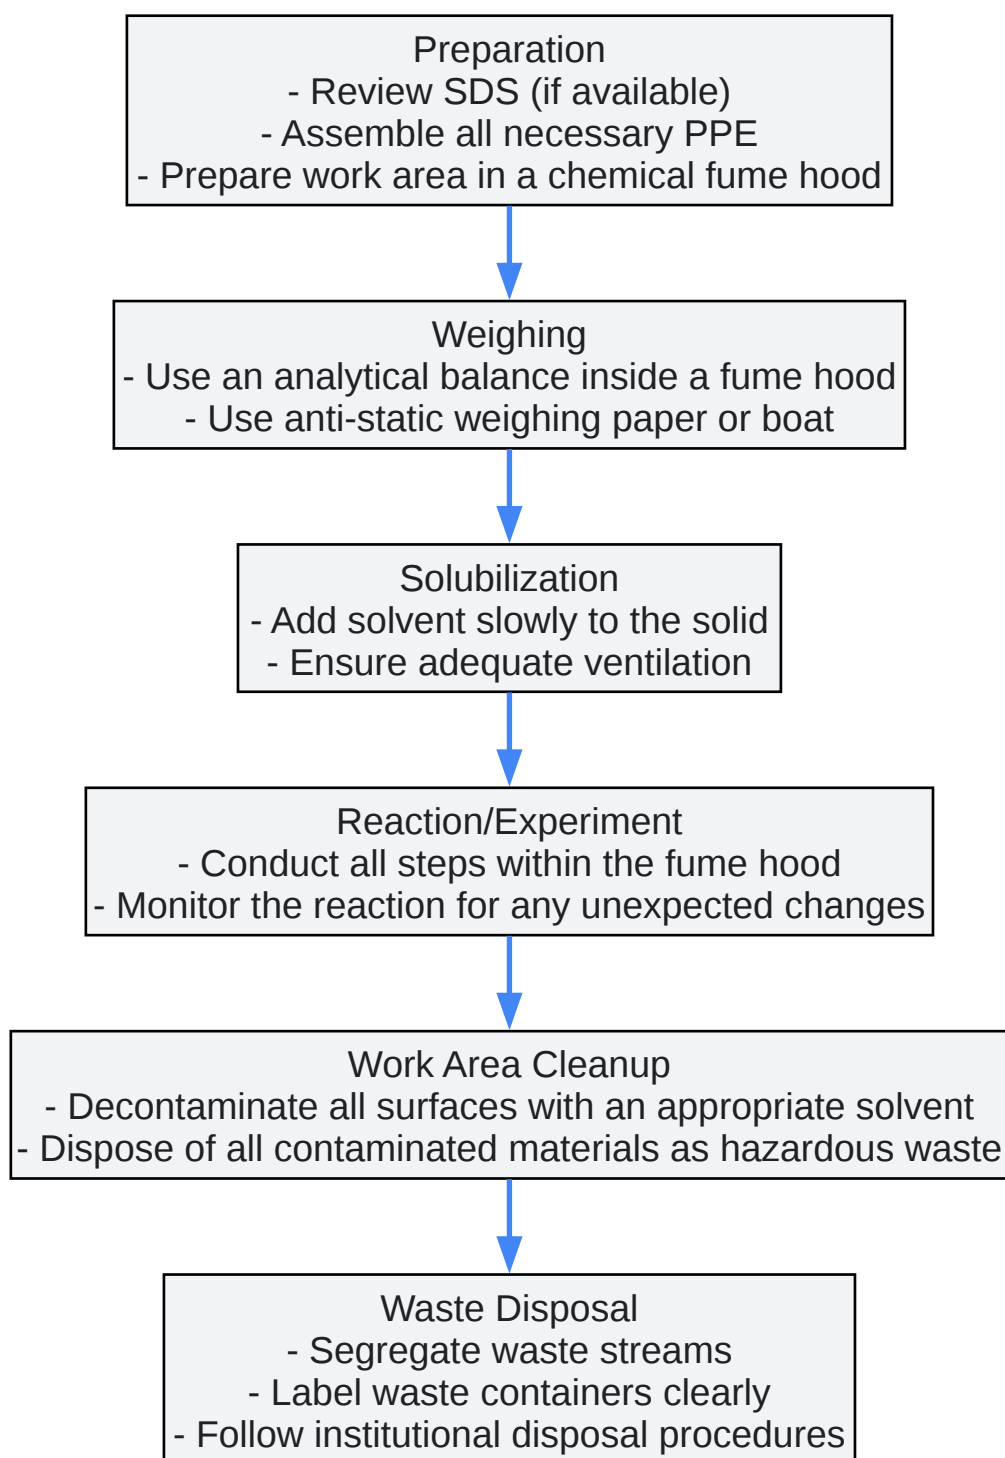 Preparation
- Review SDS (if available)
- Assemble all necessary PPE
- Prepare work area in a chemical fume hood
Weighing
- Use an analytical balance inside a fume hood
- Use anti-static weighing paper or boat
Solubilization
- Add solvent slowly to the solid
- Ensure adequate ventilation
Reaction/Experiment
- Conduct all steps within the fume hood
- Monitor the reaction for any unexpected changes
Work Area Cleanup
- Decontaminate all surfaces with an appropriate solvent
- Dispose of all contaminated materials as hazardous waste
Waste Disposal
- Segregate waste streams
- Label waste containers clearly
- Follow institutional disposal procedures